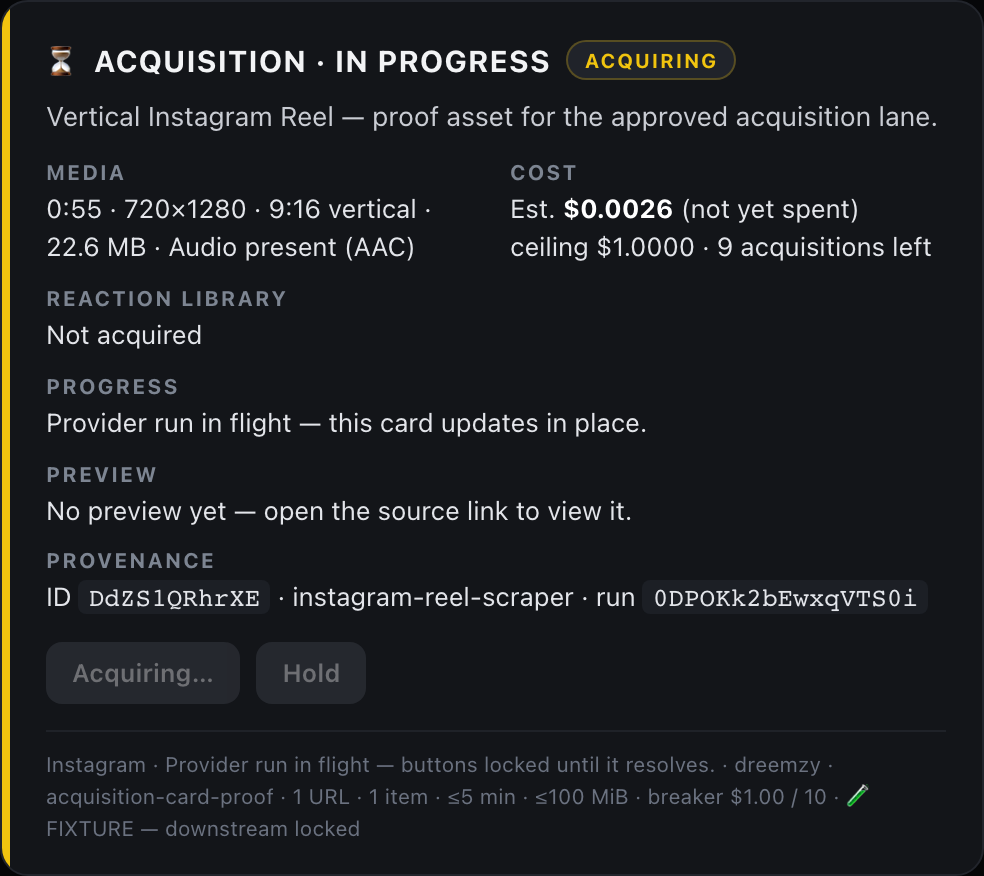 ⏳ ACQUISITION · IN PROGRESS ACQUIRING
Vertical Instagram Reel — proof asset for the approved acquisition lane.
MEDIA
0:55 · 720×1280 · 9:16 vertical ·
22.6 MB · Audio present (AAC)
COST
Est. $0.0026 (not yet spent)
ceiling $1.0000 · 9 acquisitions left
REACTION LIBRARY
Not acquired
PROGRESS
Provider run in flight — this card updates in place.
PREVIEW
No preview yet — open the source link to view it.
PROVENANCE
ID DdZS1QRhrXE · instagram-reel-scraper · run 0DPOKk2bEwxqVTS0i
Acquiring... Hold
Instagram · Provider run in flight — buttons locked until it resolves. · dreemzy ·
acquisition-card-proof · 1 URL · 1 item · ≤5 min · ≤100 MiB · breaker $1.00 / 10 · 🧪
FIXTURE — downstream locked